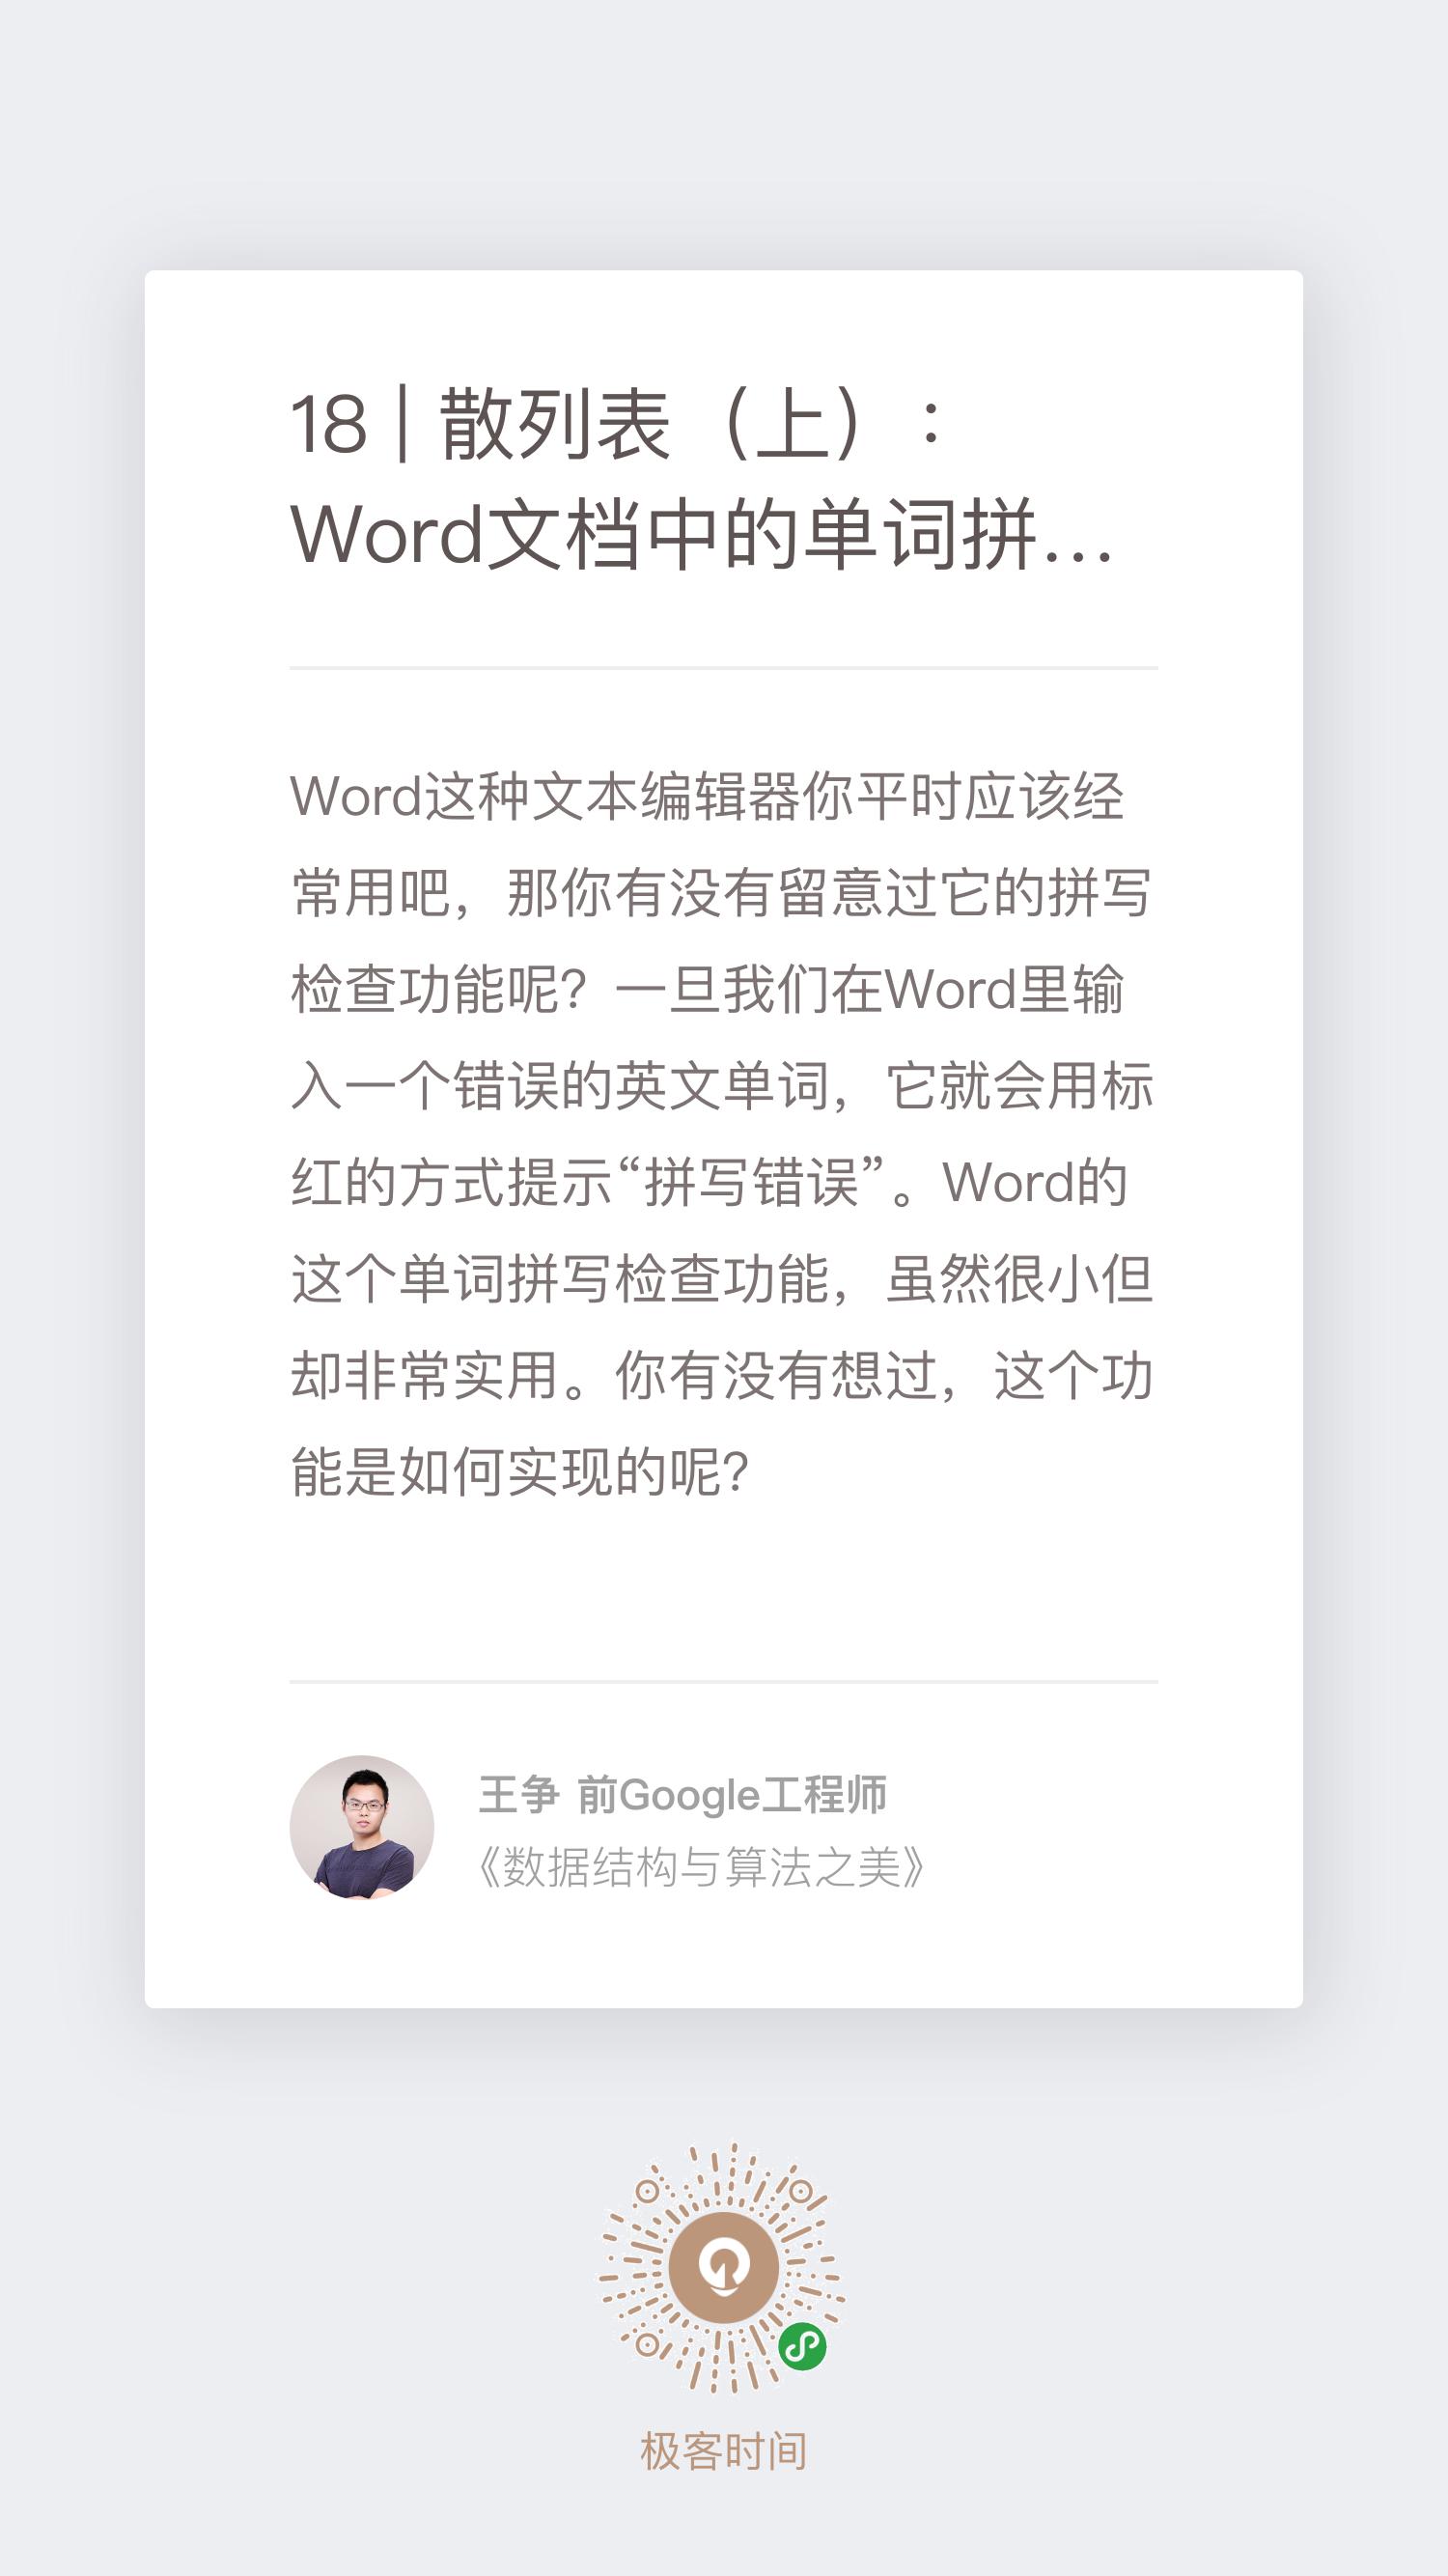 18 | 散列表（上）：
Word文档中的单词拼...
Word这种文本编辑器你平时应该经
常用吧，那你有没有留意过它的拼写
检查功能呢？一旦我们在Word里输
入一个错误的英文单词，它就会用标
红的方式提示“拼写错误”。Word的
这个单词拼写检查功能，虽然很小但
却非常实用。你有没有想过，这个功
能是如何实现的呢？
王争 前Google工程师
《数据结构与算法之美》
极客时间